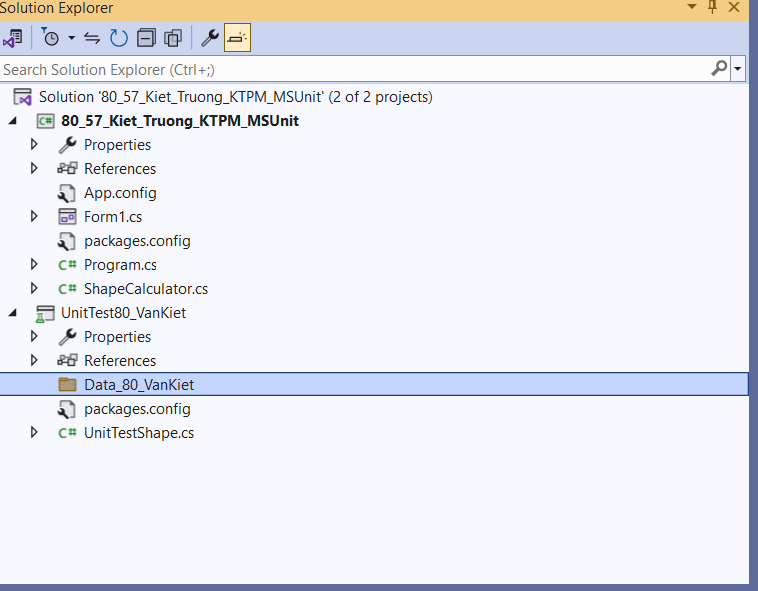 Solution Explorer
Search Solution Explorer (Ctrl+;)
Solution '80_57_Kiet_Truong_KTPM_MSUnit' (2 of 2 projects)
C# 80_57_Kiet_Truong_KTPM_MSUnit
Properties
References
App.config
Form1.cs
packages.config
C# Program.cs
C# ShapeCalculator.cs
UnitTest80_VanKiet
Properties
References
Data_80_VanKiet
packages.config
C# UnitTestShape.cs